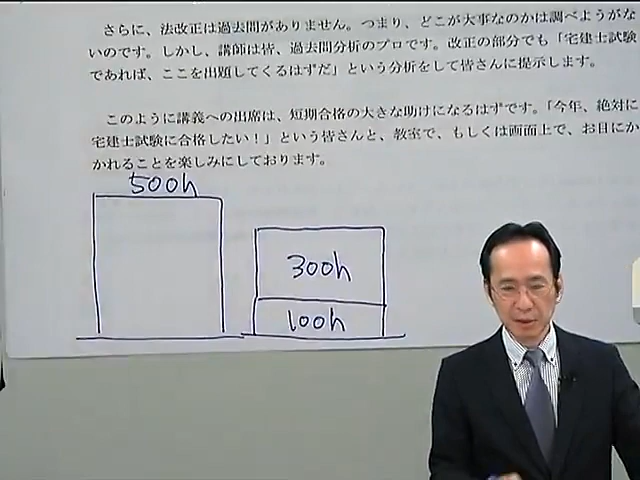 さらに、法改正は過去問がありません。つまり、どこが大事なのかは調べようがな
いのです。しかし、講師は皆、過去問分析のプロです。改正の部分でも「宅建士試験
であれば、ここを出題してくるはずだ」という分析をして皆さんに提示します。
このように講義への出席は、短期合格の大きな助けになるはずです。「今年、絶対に
宅建士試験に合格したい!」という皆さんと、教室で、もしくは画面上で、お目にか
かれることを楽しみにしております。
500h
300h
100h